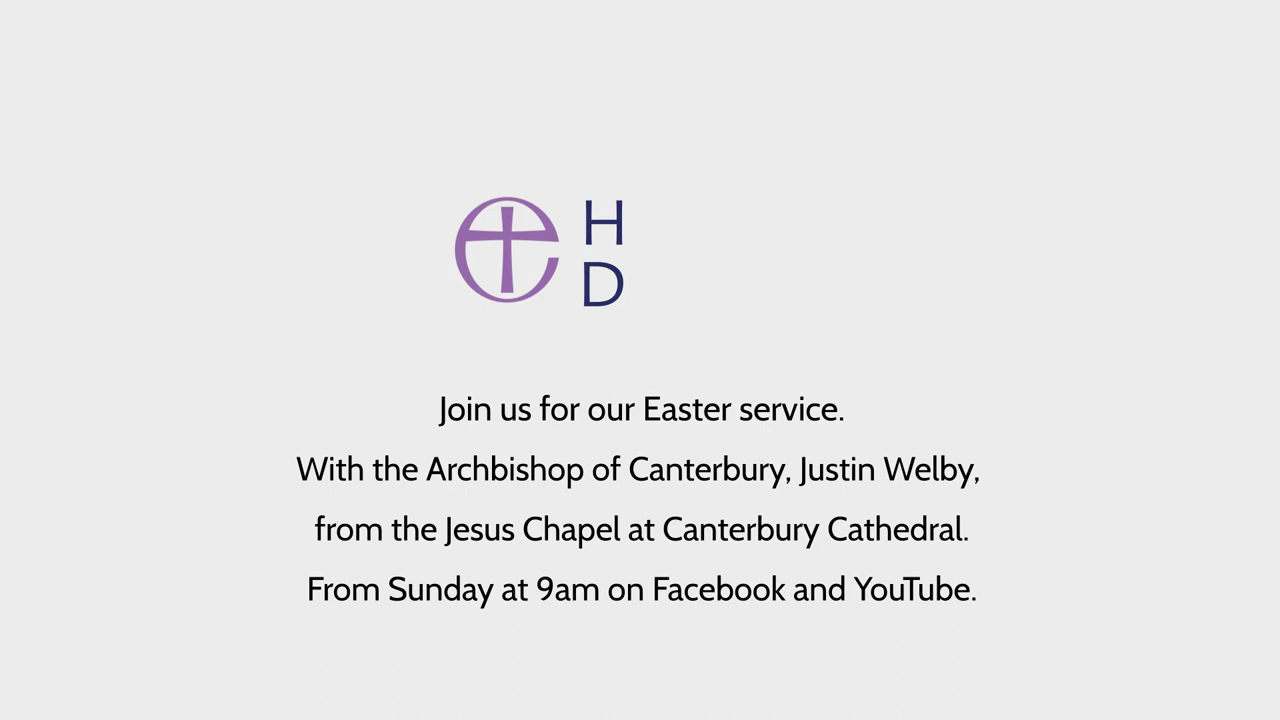 H
D
Join us for our Easter service.
With the Archbishop of Canterbury, Justin Welby,
from the Jesus Chapel at Canterbury Cathedral.
From Sunday at 9am on Facebook and YouTube.